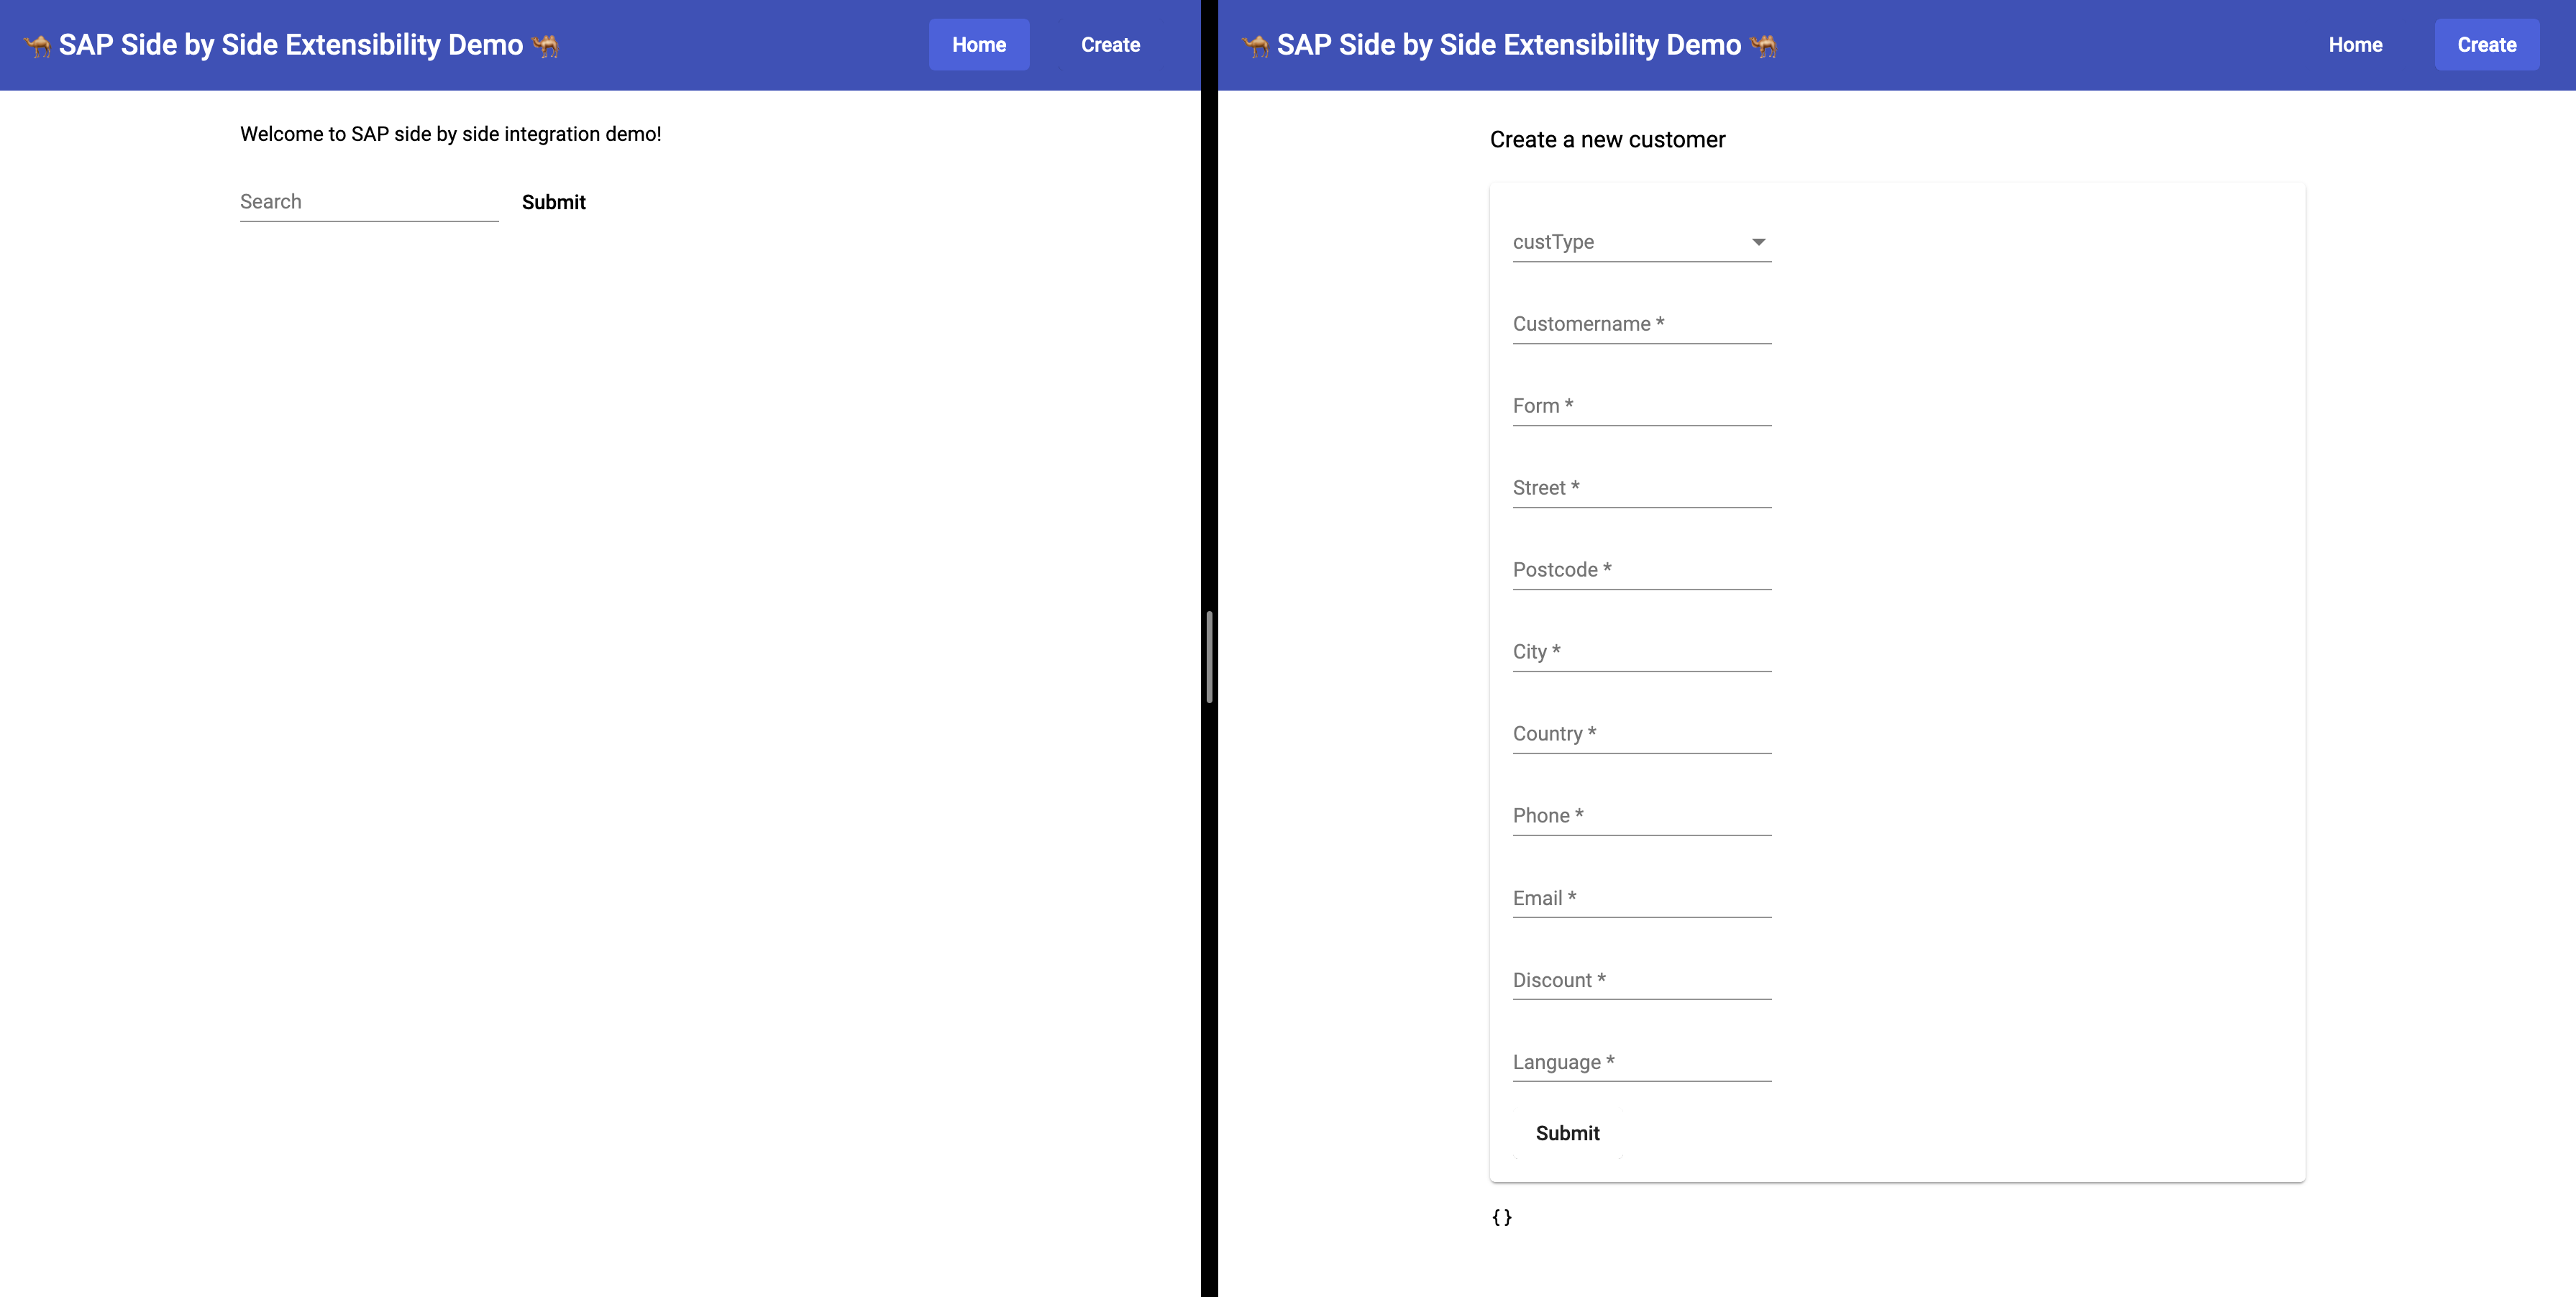 🐪 SAP Side by Side Extensibility Demo 🐫
Home
Create
Welcome to SAP side by side integration demo!
Search
Submit
🐪 SAP Side by Side Extensibility Demo 🐫
Home
Create
Create a new customer
custType
Customername *
Form *
Street *
Postcode *
City *
Country *
Phone *
Email *
Discount *
Language *
Submit
{}